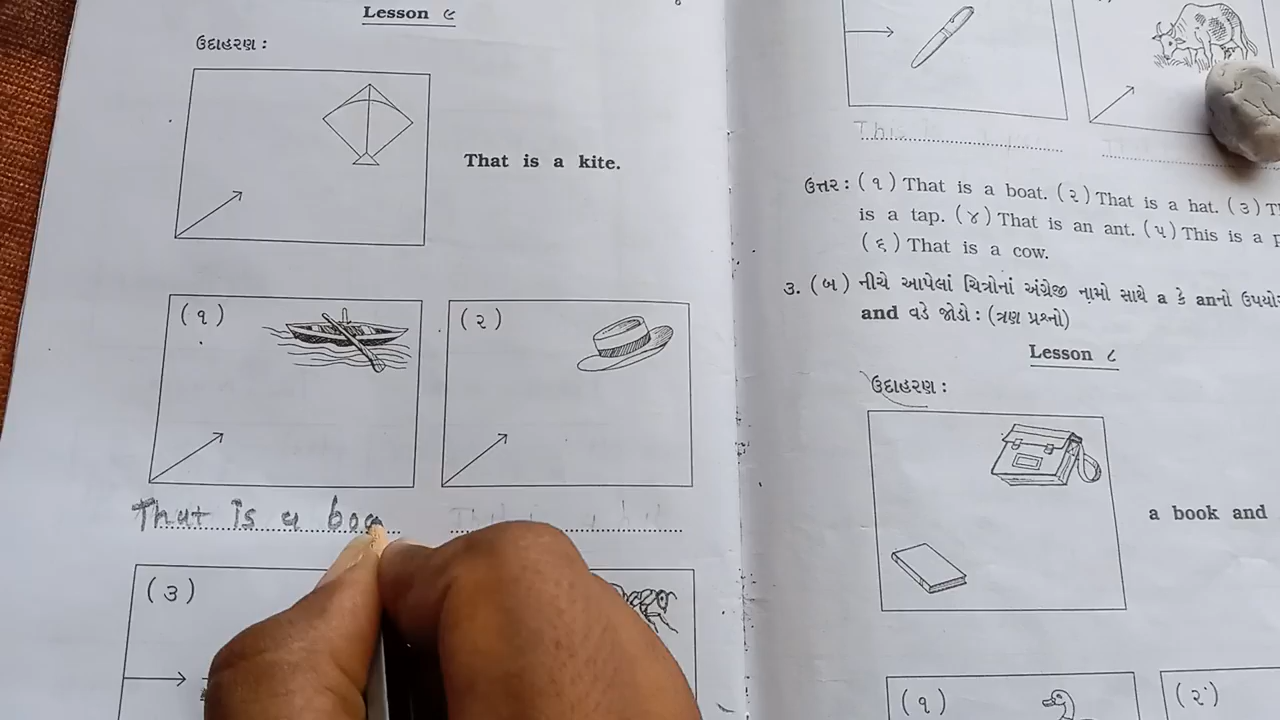 Lesson ૯
ઉદાહરણ :
That is a kite.
(૧)
(૨)
That is a boa
(૩)
This
ઉત્તર : (૧) That is a boat. (૨) That is a hat. (૩)
is a tap. (૪) That is an ant. (૫) This is a
(૬) That is a cow.
૩. (બ) નીચે આપેલાં ચિત્રોનાં અંગ્રેજી નામો સાથે a કે anનો
and વડે જોડો : (ત્રણ પ્રશ્નો)
Lesson ૮
ઉદાહરણ :
a book and
(૧)
(૨)